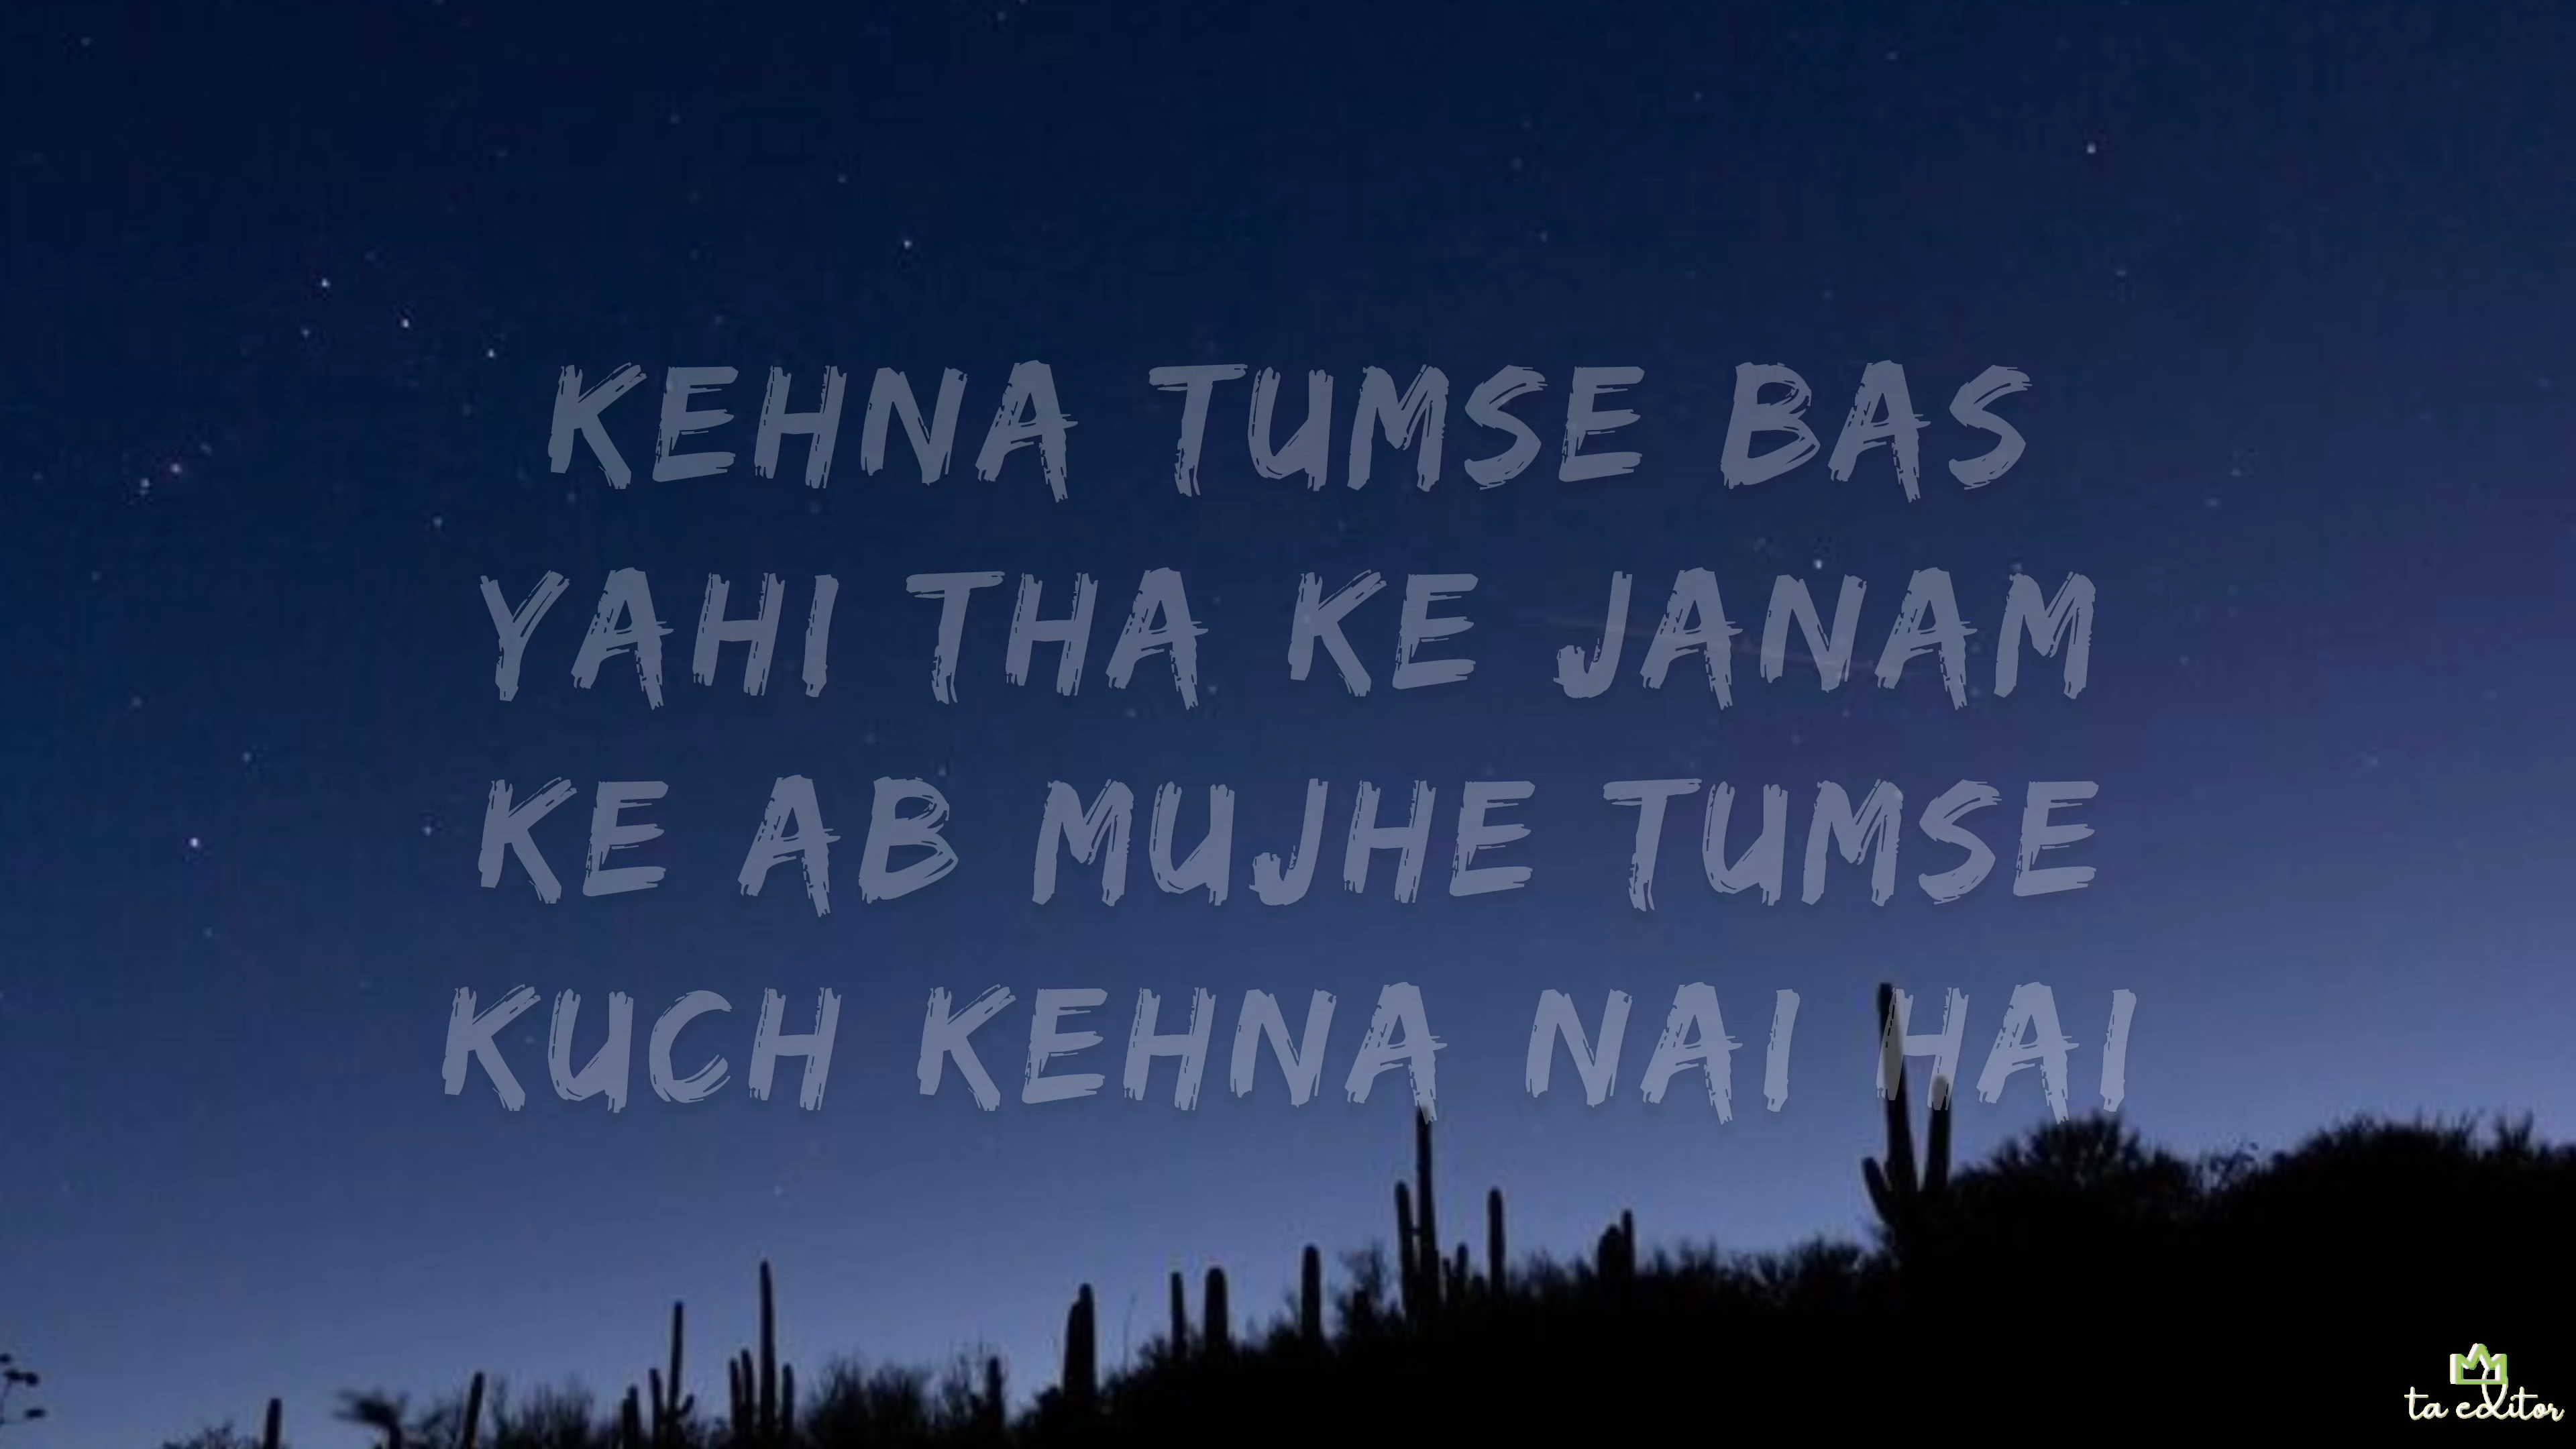 KEHNA TUMSE BAS
YAHI THA KE JANAM
KE AB MUJHE TUMSE
KUCH KEHNA NAI HAI
ta editor